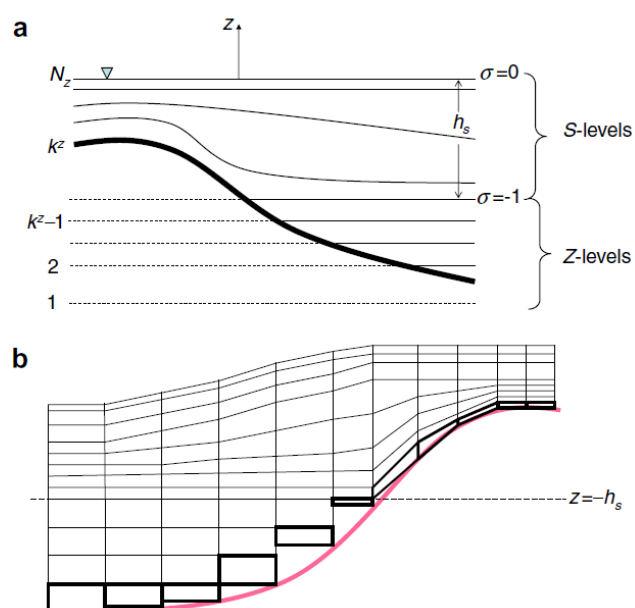 a
z
N_z
σ=0
h_s
S-levels
k^z
σ=-1
k^z–1
2
Z-levels
1
b
z=–h_s